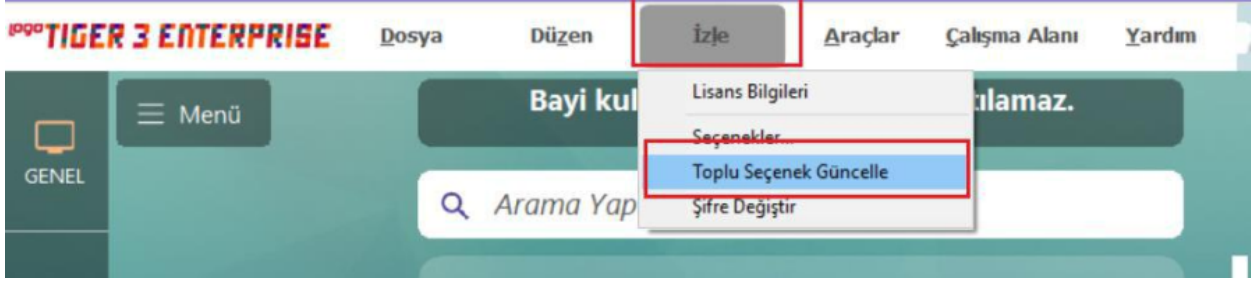 LOGO TIGER 3 ENTERPRISE Dosya Düzen İzle Araçlar Çalışma Alanı Yardım
Menü
Bayi kul
ılamaz.
Lisans Bilgileri
Seçenekler...
Toplu Seçenek Güncelle
Şifre Değiştir
GENEL
Arama Yap